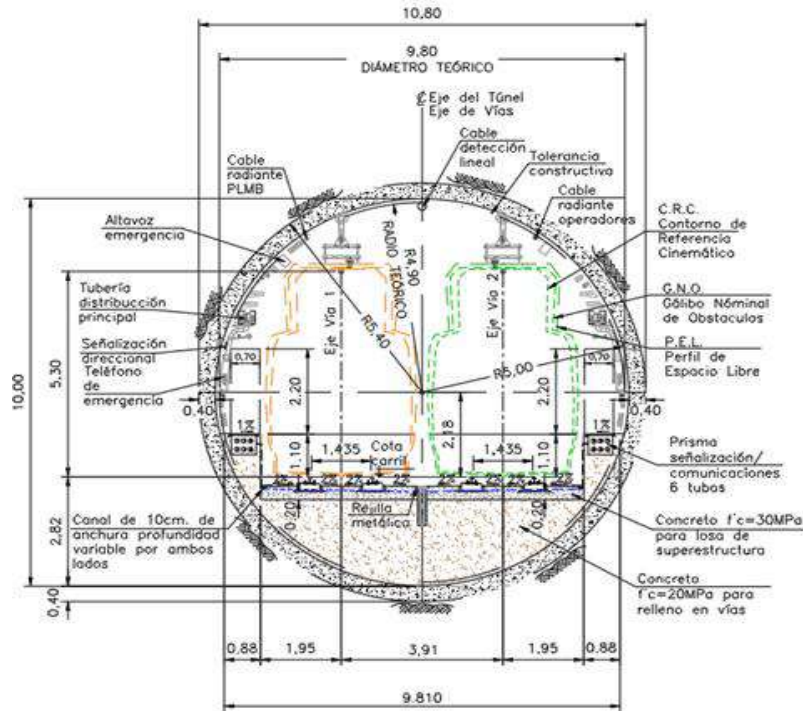 10,80
9,80
DIÁMETRO TEÓRICO
Eje del Túnel
Eje de Vías
Cable
detección
lineal
Cable
radiante
PLMB
Tolerancia
constructiva
Cable
radiante
operadores
Altavoz
emergencia
C.R.C.
Contorno de
Referencia
Cinemática
RADIO TEÓRICO
R4,90
R5,40
R5,00
Tubería
distribucción
principal
Eje Vía 1
Eje Vía 2
G.N.O.
Gálibo Nóminal
de Obstaculos
Señalización
direccional
Teléfono
de
emergencia
P.E.L.
Perfil de
Espacio Libre
10,00
5,30
0,70
0,70
2,20
2,20
0,40
0,40
2,18
1,10
1,10
1,435
Cota
carril
1,435
Prisma
señalización/
comunicaciones
6 tubos
2,82
0,20
Rejilla
metálica
0,20
Canal de 10cm. de
anchura profundidad
variable por ambos
lados
Concreto f'c=30MPa
para losa de
superestructura
Concreto
f'c=20MPa para
relleno en vías
0,40
0,88
1,95
3,91
1,95
0,88
9.810